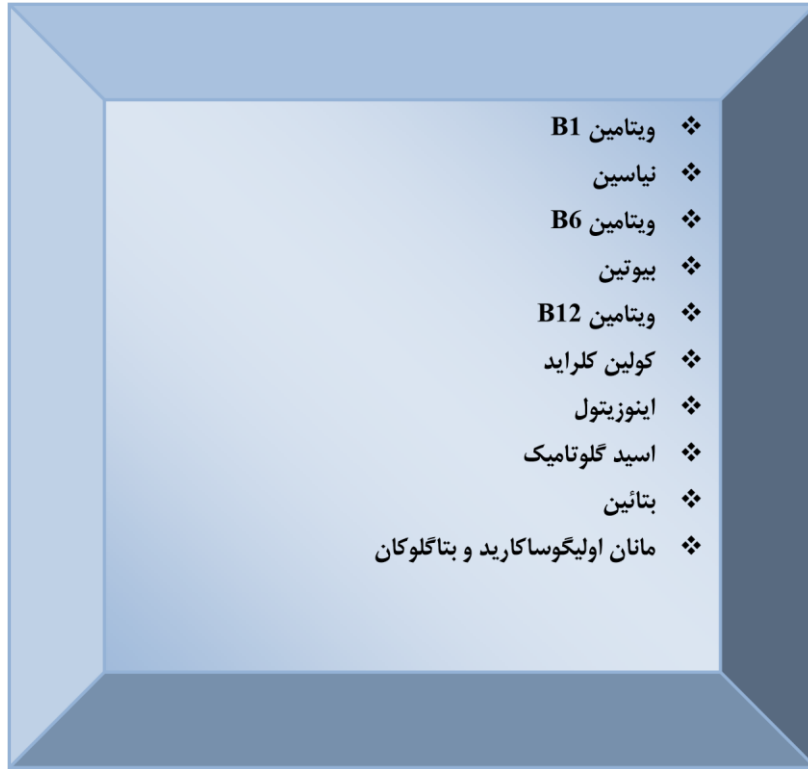 ❖ ویتامین B1
❖ نیاسین
❖ ویتامین B6
❖ بیوتین
❖ ویتامین B12
❖ کولین کلراید
❖ اینوزیتول
❖ اسید گلوتامیک
❖ بتائین
❖ مانان اولیگوساکارید و بتاگلوکان